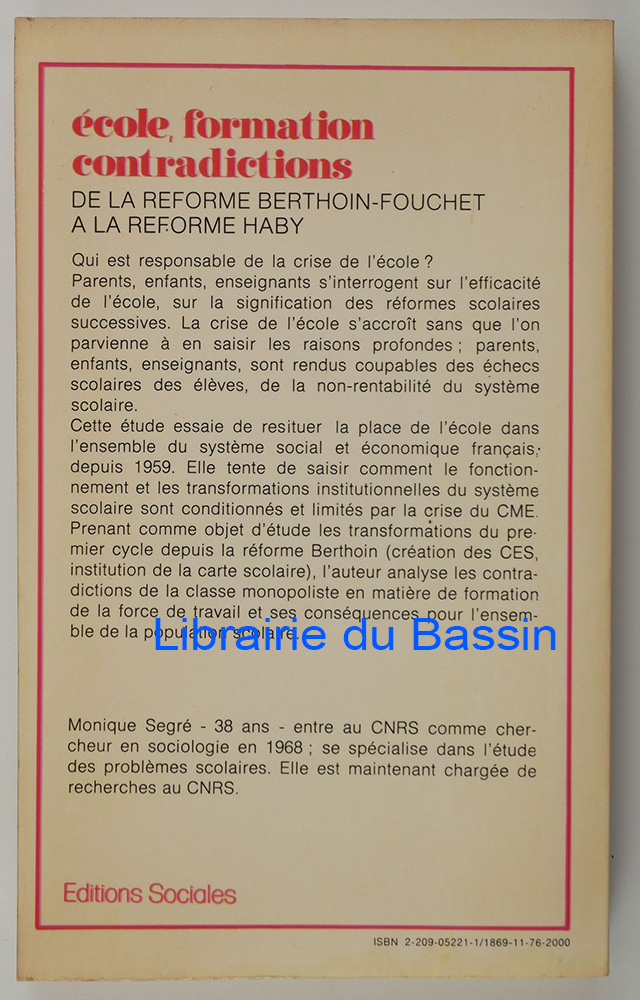 école, formation
contradictions
DE LA REFORME BERTHOIN-FOUCHET
A LA REFORME HABY
Qui est responsable de la crise de l'école ?
Parents, enfants, enseignants s'interrogent sur l'efficacité
de l'école, sur la signification des réformes scolaires
successives. La crise de l'école s'accroît sans que l'on
parvienne à en saisir les raisons profondes ; parents,
enfants, enseignants, sont rendus coupables des échecs
scolaires des élèves, de la non-rentabilité du système
scolaire.
Cette étude essaie de resituer la place de l'école dans
l'ensemble du système social et économique français,
depuis 1959. Elle tente de saisir comment le fonction-
nement et les transformations institutionnelles du système
scolaire sont conditionnés et limités par la crise du CME.
Prenant comme objet d'étude les transformations du pre-
mier cycle depuis la réforme Berthoin (création des CES,
institution de la carte scolaire), l'auteur analyse les contra-
dictions de la classe monopoliste en matière de formation
de la force de travail et ses conséquences pour l'ensem-
ble de la population scolaire.
Librairie du Bassin
Monique Segré - 38 ans - entre au CNRS comme cher-
cheur en sociologie en 1968 ; se spécialise dans l'étude
des problèmes scolaires. Elle est maintenant chargée de
recherches au CNRS.
Editions Sociales
ISBN 2-209-05221-1/1869-11-76-2000